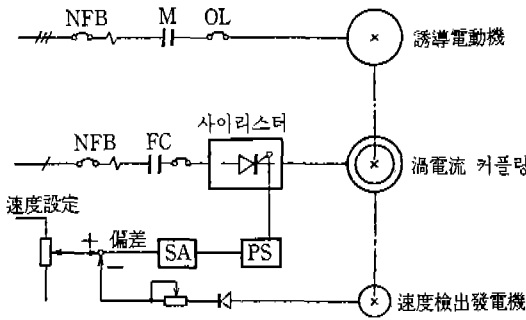 NFB M OL
誘導電動機
사이리스터
NFB FC
渦電流 커플링
速度設定
+ 偏差 SA PS
−
速度檢出發電機